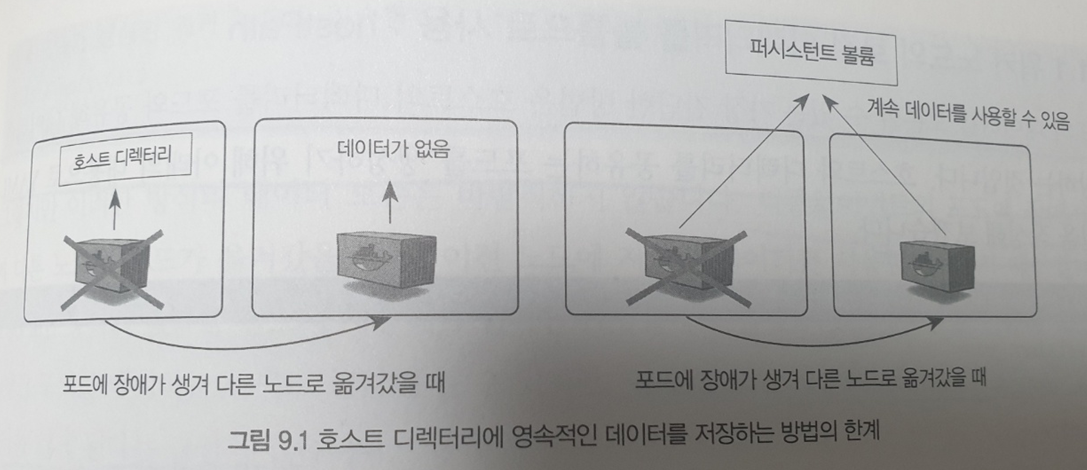 퍼시스턴트 볼륨
계속 데이터를 사용할 수 있음
호스트 디렉터리
데이터가 없음
포드에 장애가 생겨 다른 노드로 옮겨갔을 때
포드에 장애가 생겨 다른 노드로 옮겨갔을 때
그림 9.1 호스트 디렉터리에 영속적인 데이터를 저장하는 방법의 한계